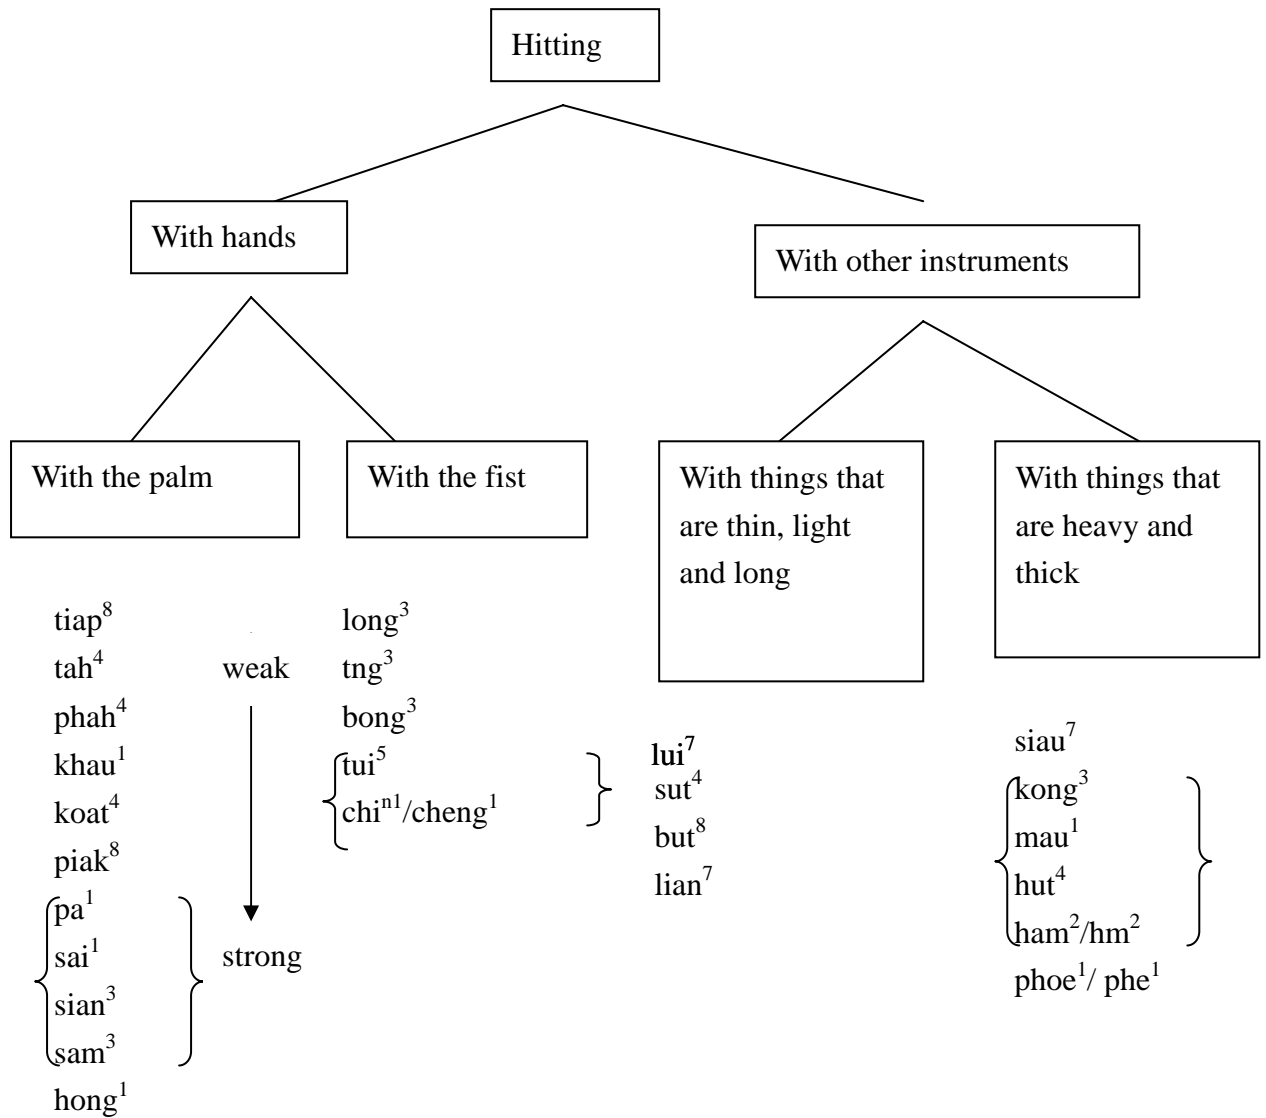 Hitting
With hands
With other instruments
With the palm
With the fist
With things that
are thin, light
and long
With things that
are heavy and
thick
tiap⁸
tah⁴
phah⁴
khau¹
koat⁴
piak⁸
pa¹
sai¹
sian³
sam³
hong¹
weak
strong
long³
tng³
bong³
tui⁵
chiⁿ¹/cheng¹
lui⁷
sut⁴
but⁸
lian⁷
siau⁷
kong³
mau¹
hut⁴
ham²/hm²
phoe¹/ phe¹